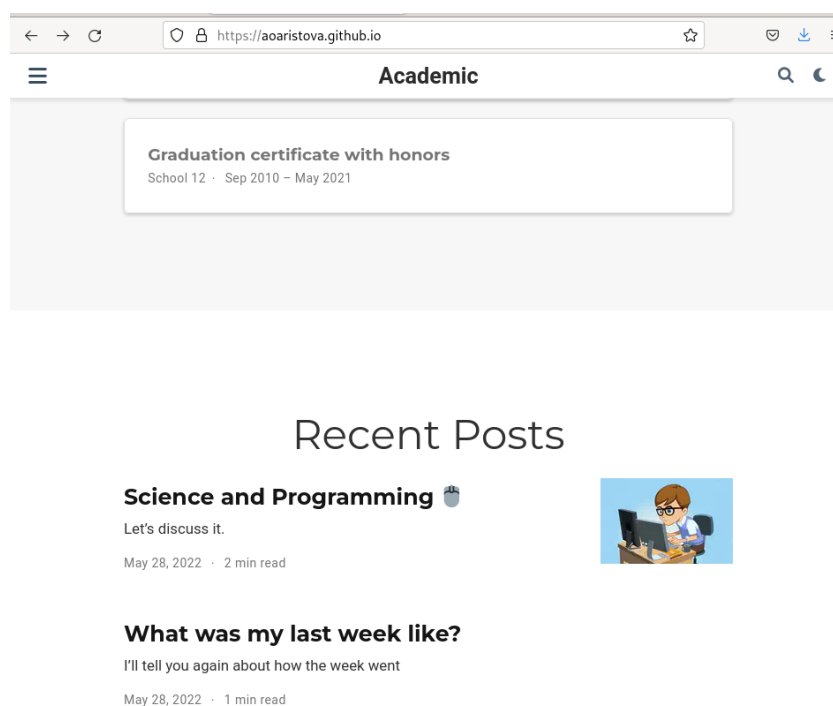 https://aoaristova.github.io
Academic
Graduation certificate with honors
School 12 · Sep 2010 – May 2021
Recent Posts
Science and Programming 🖱️
Let's discuss it.
May 28, 2022 · 2 min read
What was my last week like?
I'll tell you again about how the week went
May 28, 2022 · 1 min read